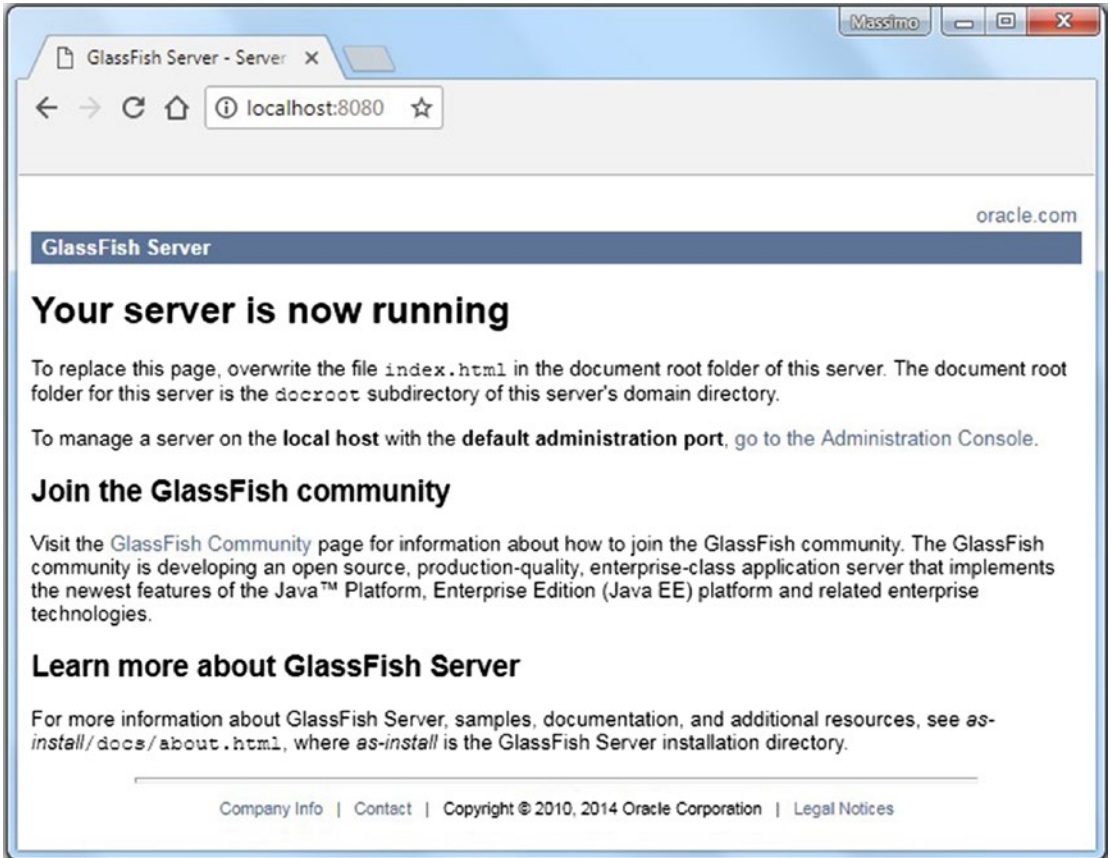 Massimo
GlassFish Server - Server
localhost:8080
oracle.com
GlassFish Server
Your server is now running
To replace this page, overwrite the file index.html in the document root folder of this server. The document root
folder for this server is the docroot subdirectory of this server's domain directory.
To manage a server on the local host with the default administration port, go to the Administration Console.
Join the GlassFish community
Visit the GlassFish Community page for information about how to join the GlassFish community. The GlassFish
community is developing an open source, production-quality, enterprise-class application server that implements
the newest features of the Java™ Platform, Enterprise Edition (Java EE) platform and related enterprise
technologies.
Learn more about GlassFish Server
For more information about GlassFish Server, samples, documentation, and additional resources, see as-
install/docs/about.html, where as-install is the GlassFish Server installation directory.
Company Info | Contact | Copyright © 2010, 2014 Oracle Corporation | Legal Notices